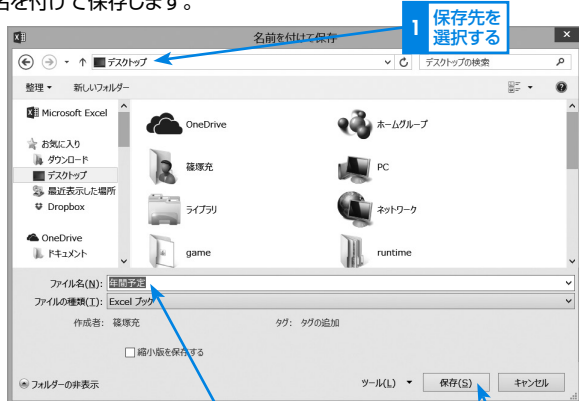 名を付けて保存します。
1 保存先を
選択する
名前を付けて保存
デスクトップ
デスクトップの検索
整理
新しいフォルダー
Microsoft Excel
お気に入り
ダウンロード
デスクトップ
最近表示した場所
Dropbox
OneDrive
ドキュメント
OneDrive
ホームグループ
篠塚充
PC
ライブラリ
ネットワーク
game
runtime
ファイル名(N): 年間予定
ファイルの種類(T): Excel ブック
作成者: 篠塚充
タグ: タグの追加
縮小版を保存する
フォルダーの非表示
ツール(L)
保存(S)
キャンセル